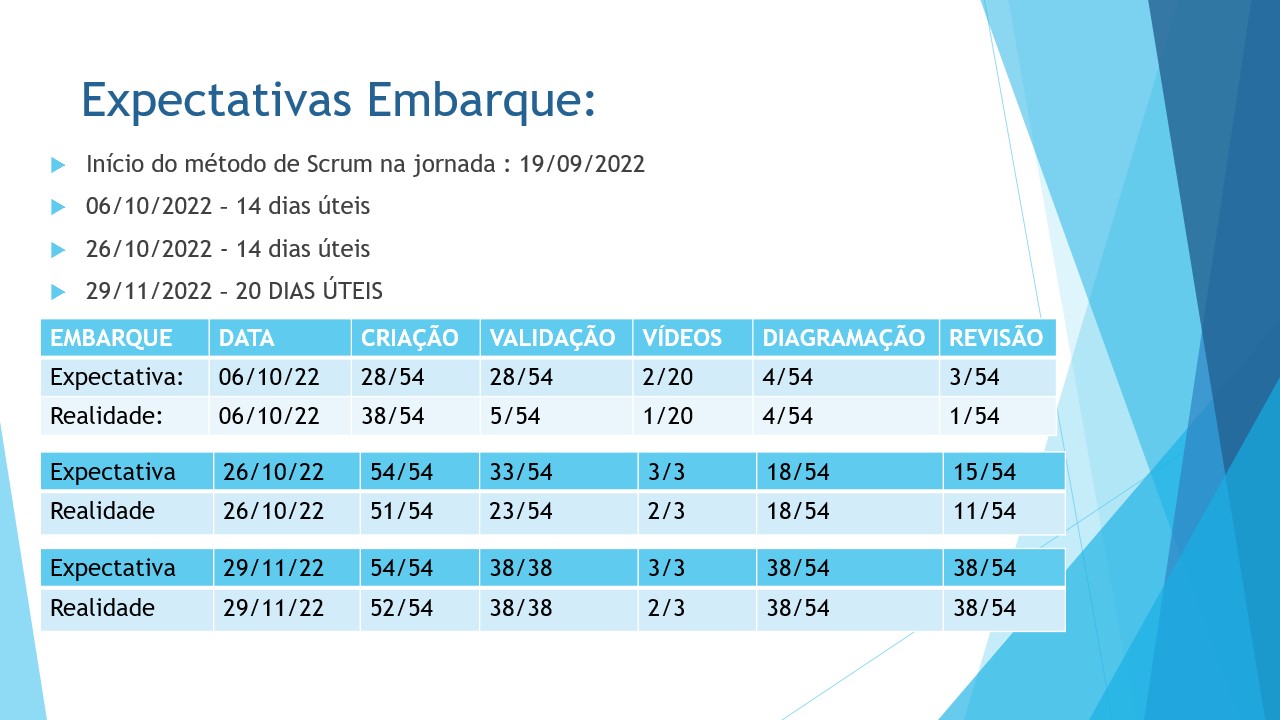 Expectativas Embarque:
Início do método de Scrum na jornada : 19/09/2022
06/10/2022 – 14 dias úteis
26/10/2022 - 14 dias úteis
29/11/2022 – 20 DIAS ÚTEIS
EMBARQUE DATA CRIAÇÃO VALIDAÇÃO VÍDEOS DIAGRAMAÇÃO REVISÃO
Expectativa: 06/10/22 28/54 28/54 2/20 4/54 3/54
Realidade: 06/10/22 38/54 5/54 1/20 4/54 1/54
Expectativa 26/10/22 54/54 33/54 3/3 18/54 15/54
Realidade 26/10/22 51/54 23/54 2/3 18/54 11/54
Expectativa 29/11/22 54/54 38/38 3/3 38/54 38/54
Realidade 29/11/22 52/54 38/38 2/3 38/54 38/54